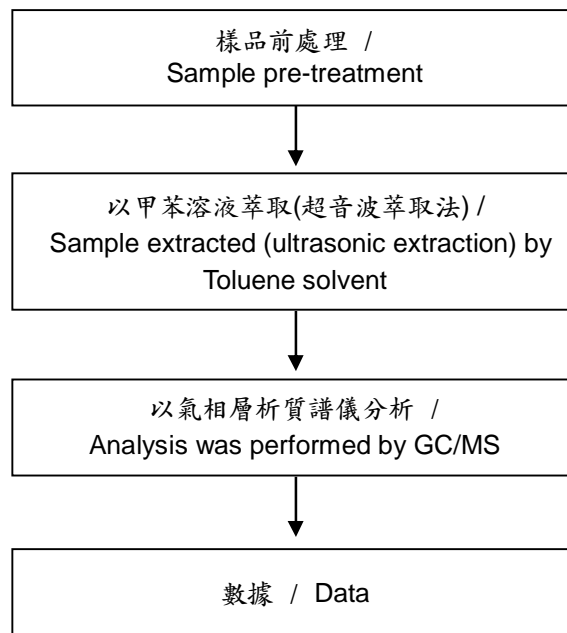 樣品前處理 /
Sample pre-treatment
以甲苯溶液萃取(超音波萃取法) /
Sample extracted (ultrasonic extraction) by
Toluene solvent
以氣相層析質譜儀分析 /
Analysis was performed by GC/MS
數據 / Data